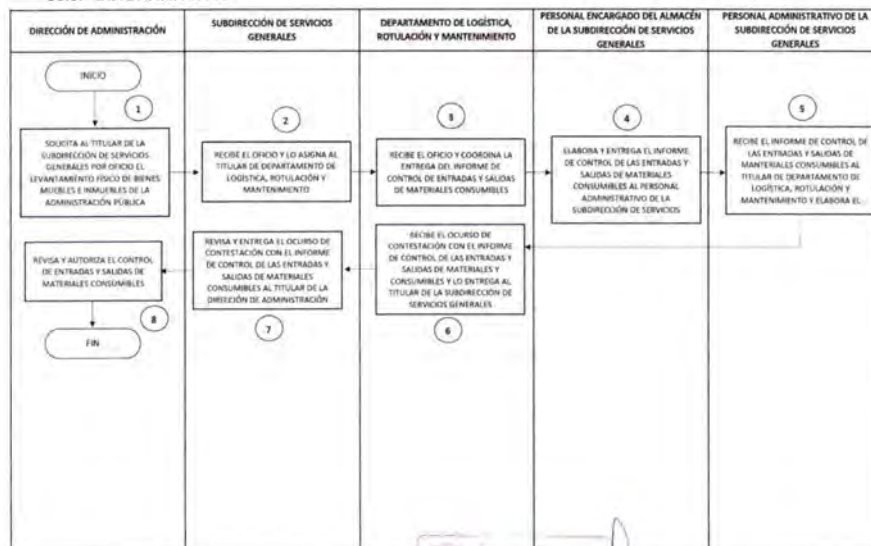 DIRECCIÓN DE ADMINISTRACIÓN
SUBDIRECCIÓN DE SERVICIOS
GENERALES
DEPARTAMENTO DE LOGÍSTICA,
ROTULACIÓN Y MANTENIMIENTO
PERSONAL ENCARGADO DEL ALMACÉN
DE LA SUBDIRECCIÓN DE SERVICIOS
GENERALES
PERSONAL ADMINISTRATIVO DE LA
SUBDIRECCIÓN DE SERVICIOS
GENERALES
INICIO
1
SOLICITA AL TITULAR DE LA
SUBDIRECCIÓN DE SERVICIOS
GENERALES POR OFICIO EL
LEVANTAMIENTO FÍSICO DE BIENES
MUEBLES E INMUEBLES DE LA
ADMINISTRACIÓN PÚBLICA
2
RECIBE EL OFICIO Y LO ASIGNA AL
TITULAR DE DEPARTAMENTO DE
LOGÍSTICA, ROTULACIÓN Y
MANTENIMIENTO
3
RECIBE EL OFICIO Y COORDINA LA
ENTREGA DEL INFORME DE
CONTROL DE ENTRADAS Y SALIDAS
DE MATERIALES CONSUMIBLES
4
ELABORA Y ENTREGA EL INFORME
DE CONTROL DE LAS ENTRADAS Y
SALIDAS DE MATERIALES
CONSUMIBLES AL PERSONAL
ADMINISTRATIVO DE LA
SUBDIRECCIÓN DE SERVICIOS
5
RECIBE EL INFORME DE CONTROL DE
LAS ENTRADAS Y SALIDAS DE
MANTERIALES CONSUMIBLES AL
TITULAR DE DEPARTAMENTO DE
LOGÍSTICA, ROTULACIÓN Y
MANTENIMIENTO Y ELABORA EL
RECIBE EL OCURSO DE
CONTESTACIÓN CON EL INFORME
DE CONTROL DE LAS ENTRADAS Y
SALIDAS DE MATERIALES Y
CONSUMIBLES Y LO ENTREGA AL
TITULAR DE LA SUBDIRECCIÓN DE
SERVICIOS GENERALES
6
REVISA Y ENTREGA EL OCURSO DE
CONTESTACIÓN CON EL INFORME
DE CONTROL DE LAS ENTRADAS Y
SALIDAS DE MATERIALES
CONSUMIBLES AL TITULAR DE LA
DIRECCIÓN DE ADMINISTRACIÓN
7
REVISA Y AUTORIZA EL CONTROL
DE ENTRADAS Y SALIDAS DE
MATERIALES CONSUMIBLES
8
FIN